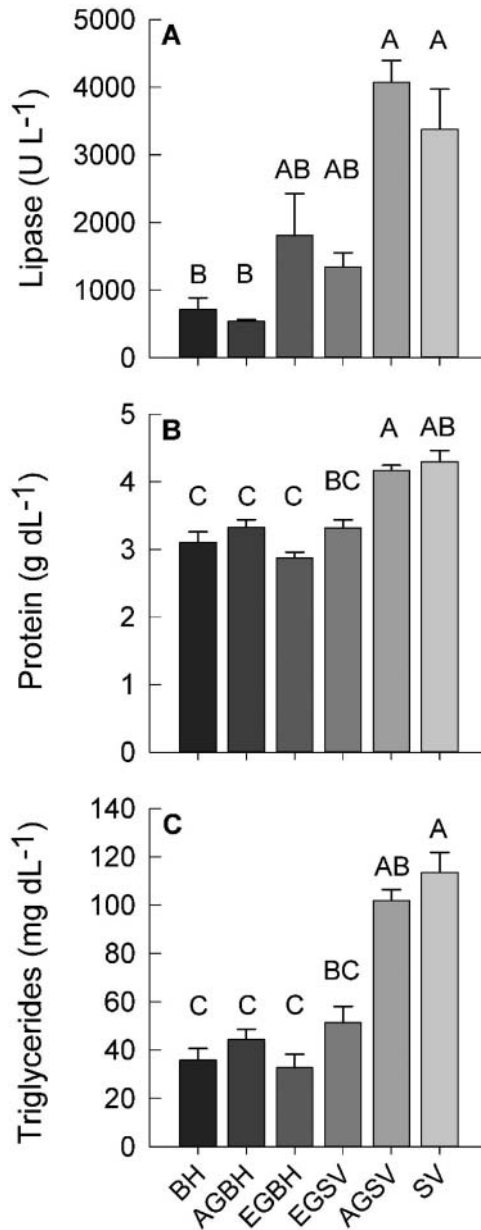 A
Lipase (U L-1)
5000
4000
3000
2000
1000
0
B
B
AB
AB
A
A
B
Protein (g dL-1)
5
4
3
2
1
0
C
C
C
BC
A
AB
C
Triglycerides (mg dL-1)
140
120
100
80
60
40
20
0
C
C
C
BC
AB
A
BH
AGBH
EGBH
EGSV
AGSV
SV